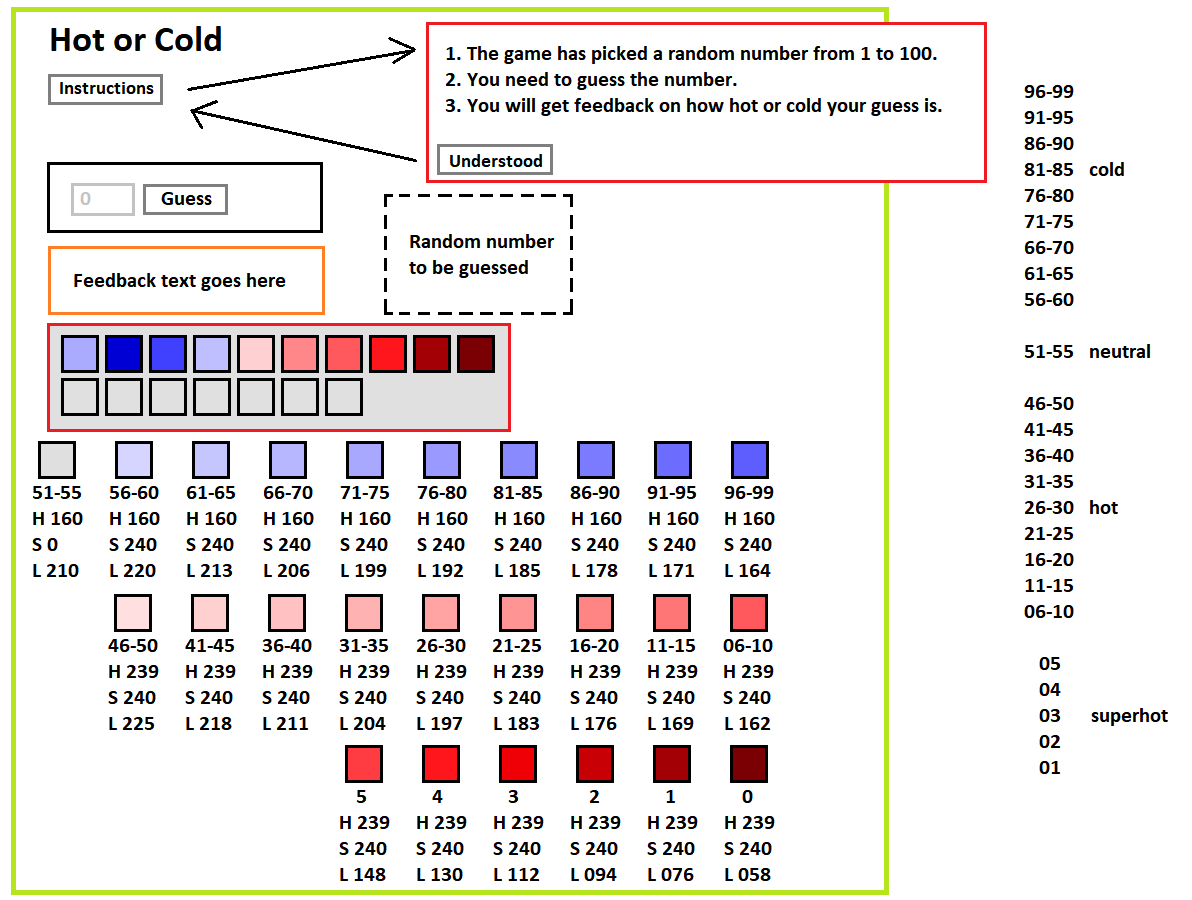 Hot or Cold
Instructions
1. The game has picked a random number from 1 to 100.
2. You need to guess the number.
3. You will get feedback on how hot or cold your guess is.
Understood
0
Guess
Random number
to be guessed
Feedback text goes here
51-55 56-60 61-65 66-70 71-75 76-80 81-85 86-90 91-95 96-99
H 160 H 160 H 160 H 160 H 160 H 160 H 160 H 160 H 160 H 160
S 0 S 240 S 240 S 240 S 240 S 240 S 240 S 240 S 240 S 240
L 210 L 220 L 213 L 206 L 199 L 192 L 185 L 178 L 171 L 164
46-50 41-45 36-40 31-35 26-30 21-25 16-20 11-15 06-10
H 239 H 239 H 239 H 239 H 239 H 239 H 239 H 239 H 239
S 240 S 240 S 240 S 240 S 240 S 240 S 240 S 240 S 240
L 225 L 218 L 211 L 204 L 197 L 183 L 176 L 169 L 162
5 4 3 2 1 0
H 239 H 239 H 239 H 239 H 239 H 239
S 240 S 240 S 240 S 240 S 240 S 240
L 148 L 130 L 112 L 094 L 076 L 058
96-99
91-95
86-90
81-85 cold
76-80
71-75
66-70
61-65
56-60
51-55 neutral
46-50
41-45
36-40
31-35
26-30 hot
21-25
16-20
11-15
06-10
05
04
03 superhot
02
01